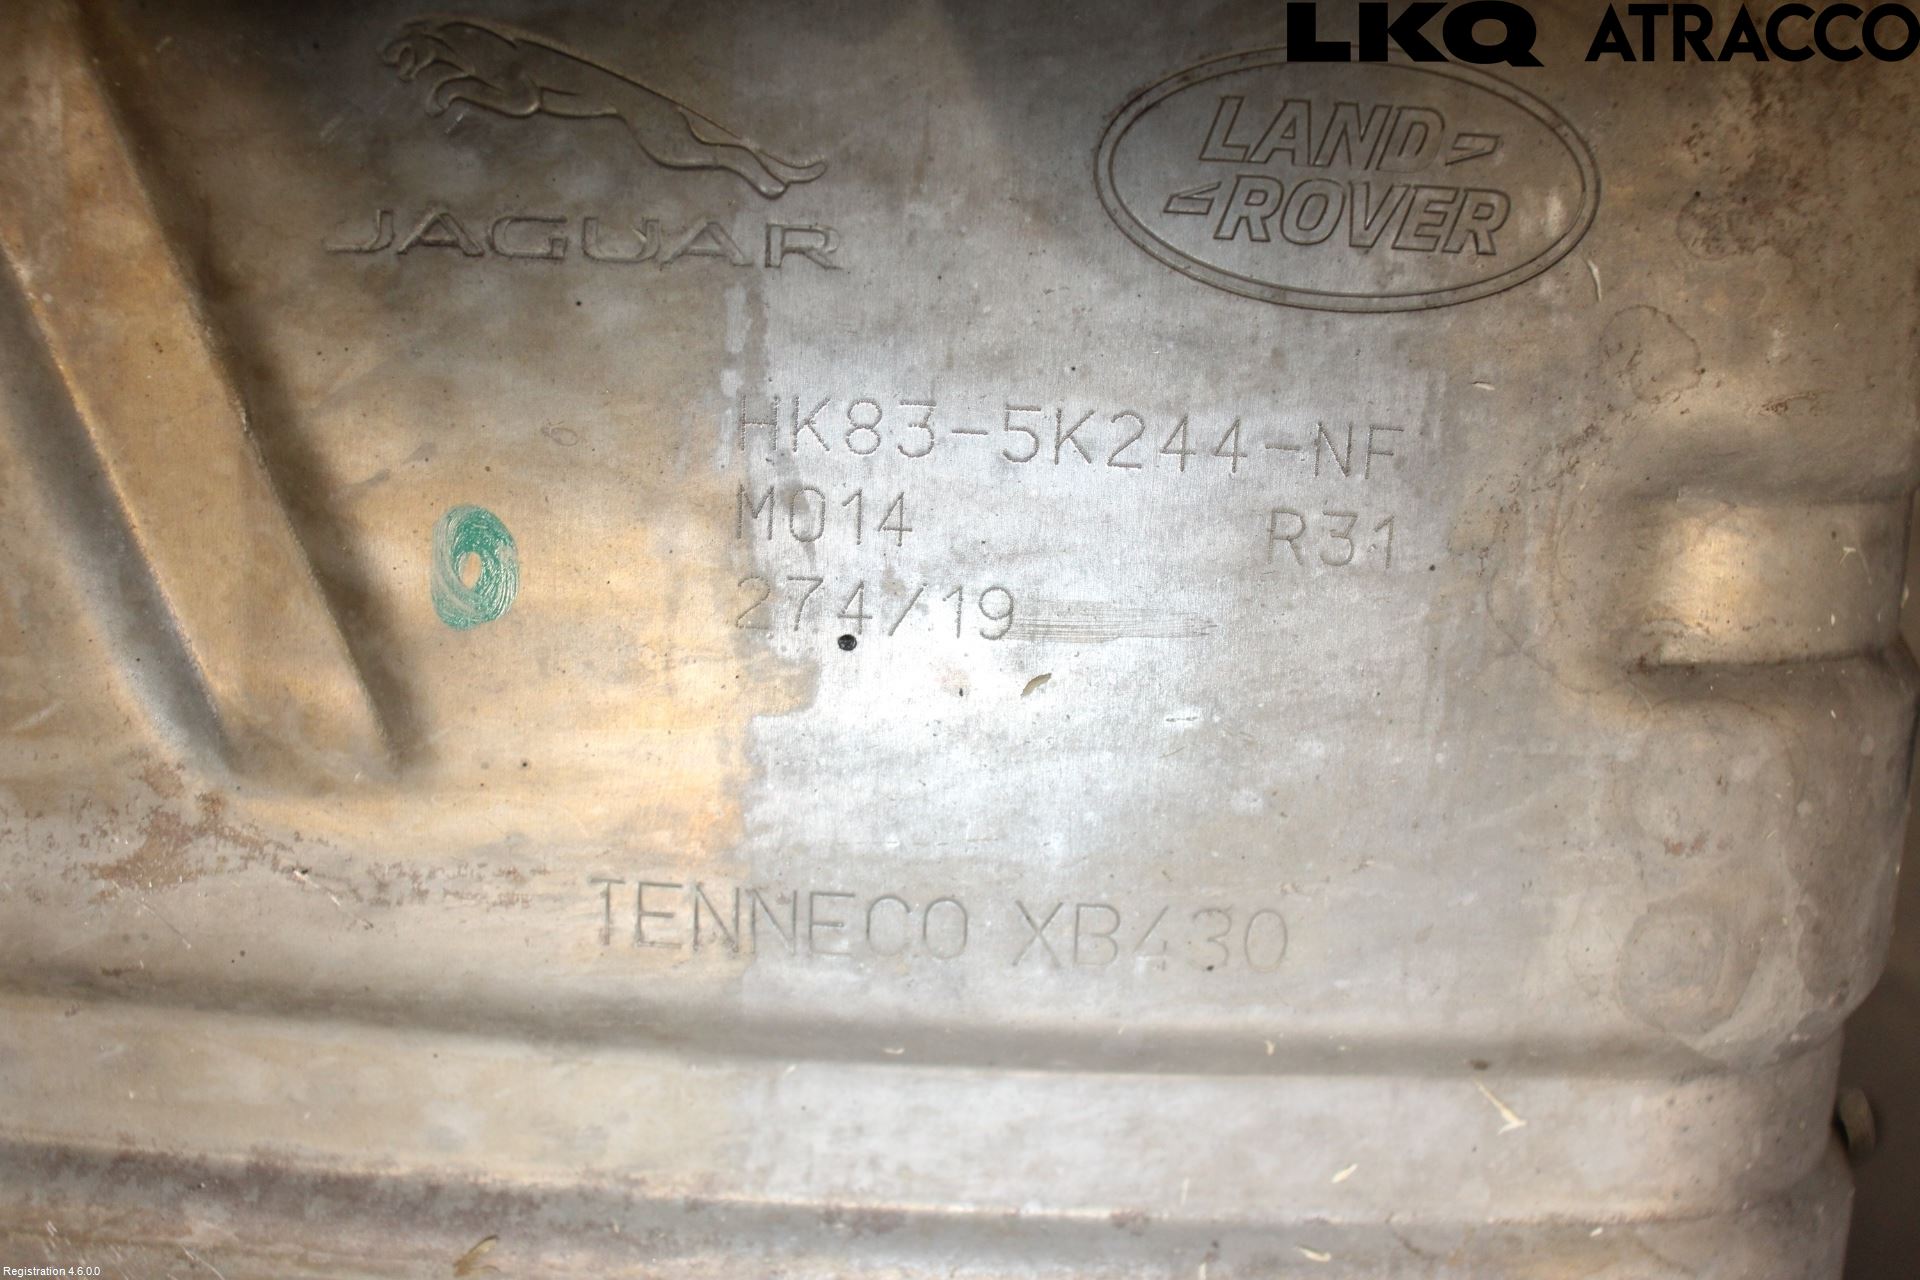 LKQ ATRACCO
JAGUAR
LAND
ROVER
HK83-5K244-NF
M014 R31
274/19
TENNECO XB430
Registration 4.6.0.0